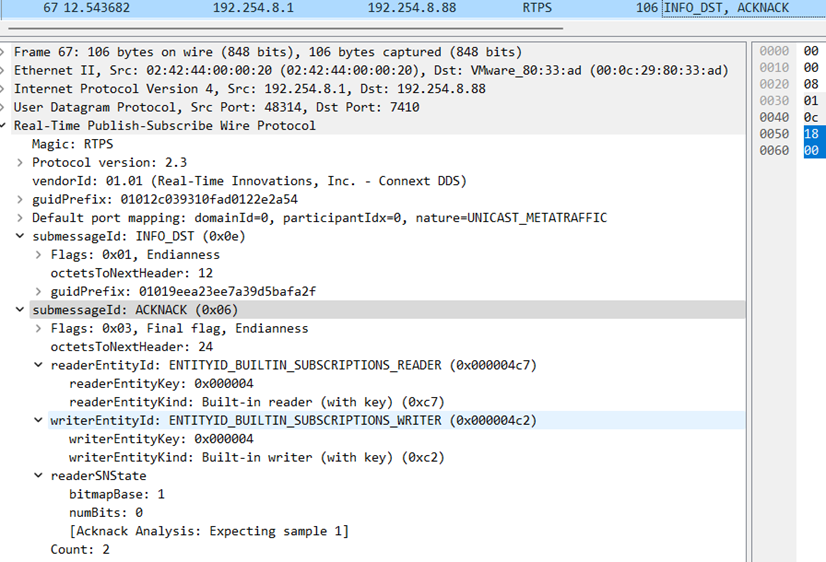 67 12.543682 192.254.8.1 192.254.8.88 RTPS 106 INFO_DST, ACKNACK
Frame 67: 106 bytes on wire (848 bits), 106 bytes captured (848 bits)
Ethernet II, Src: 02:42:44:00:00:20 (02:42:44:00:00:20), Dst: VMware_80:33:ad (00:0c:29:80:33:ad)
Internet Protocol Version 4, Src: 192.254.8.1, Dst: 192.254.8.88
User Datagram Protocol, Src Port: 48314, Dst Port: 7410
Real-Time Publish-Subscribe Wire Protocol
Magic: RTPS
Protocol version: 2.3
vendorId: 01.01 (Real-Time Innovations, Inc. - Connext DDS)
guidPrefix: 01012c039310fad0122e2a54
Default port mapping: domainId=0, participantIdx=0, nature=UNICAST_METATRAFFIC
submessageId: INFO_DST (0x0e)
Flags: 0x01, Endianness
octetsToNextHeader: 12
guidPrefix: 01019eea23ee7a39d5bafa2f
submessageId: ACKNACK (0x06)
Flags: 0x03, Final flag, Endianness
octetsToNextHeader: 24
readerEntityId: ENTITYID_BUILTIN_SUBSCRIPTIONS_READER (0x000004c7)
readerEntityKey: 0x000004
readerEntityKind: Built-in reader (with key) (0xc7)
writerEntityId: ENTITYID_BUILTIN_SUBSCRIPTIONS_WRITER (0x000004c2)
writerEntityKey: 0x000004
writerEntityKind: Built-in writer (with key) (0xc2)
readerSNState
bitmapBase: 1
numBits: 0
[Acknack Analysis: Expecting sample 1]
Count: 2
0000 00
0010 00
0020 08
0030 01
0040 0c
0050 18
0060 00